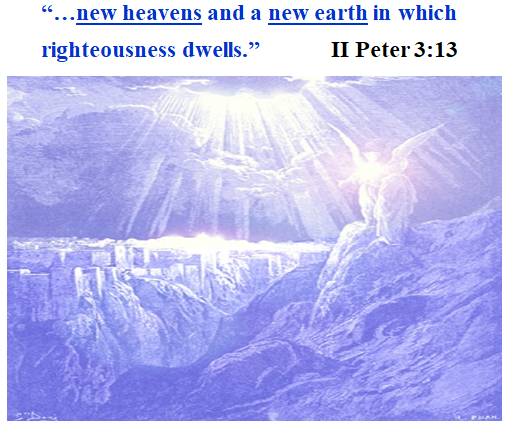 “…new heavens and a new earth in which
righteousness dwells.” II Peter 3:13